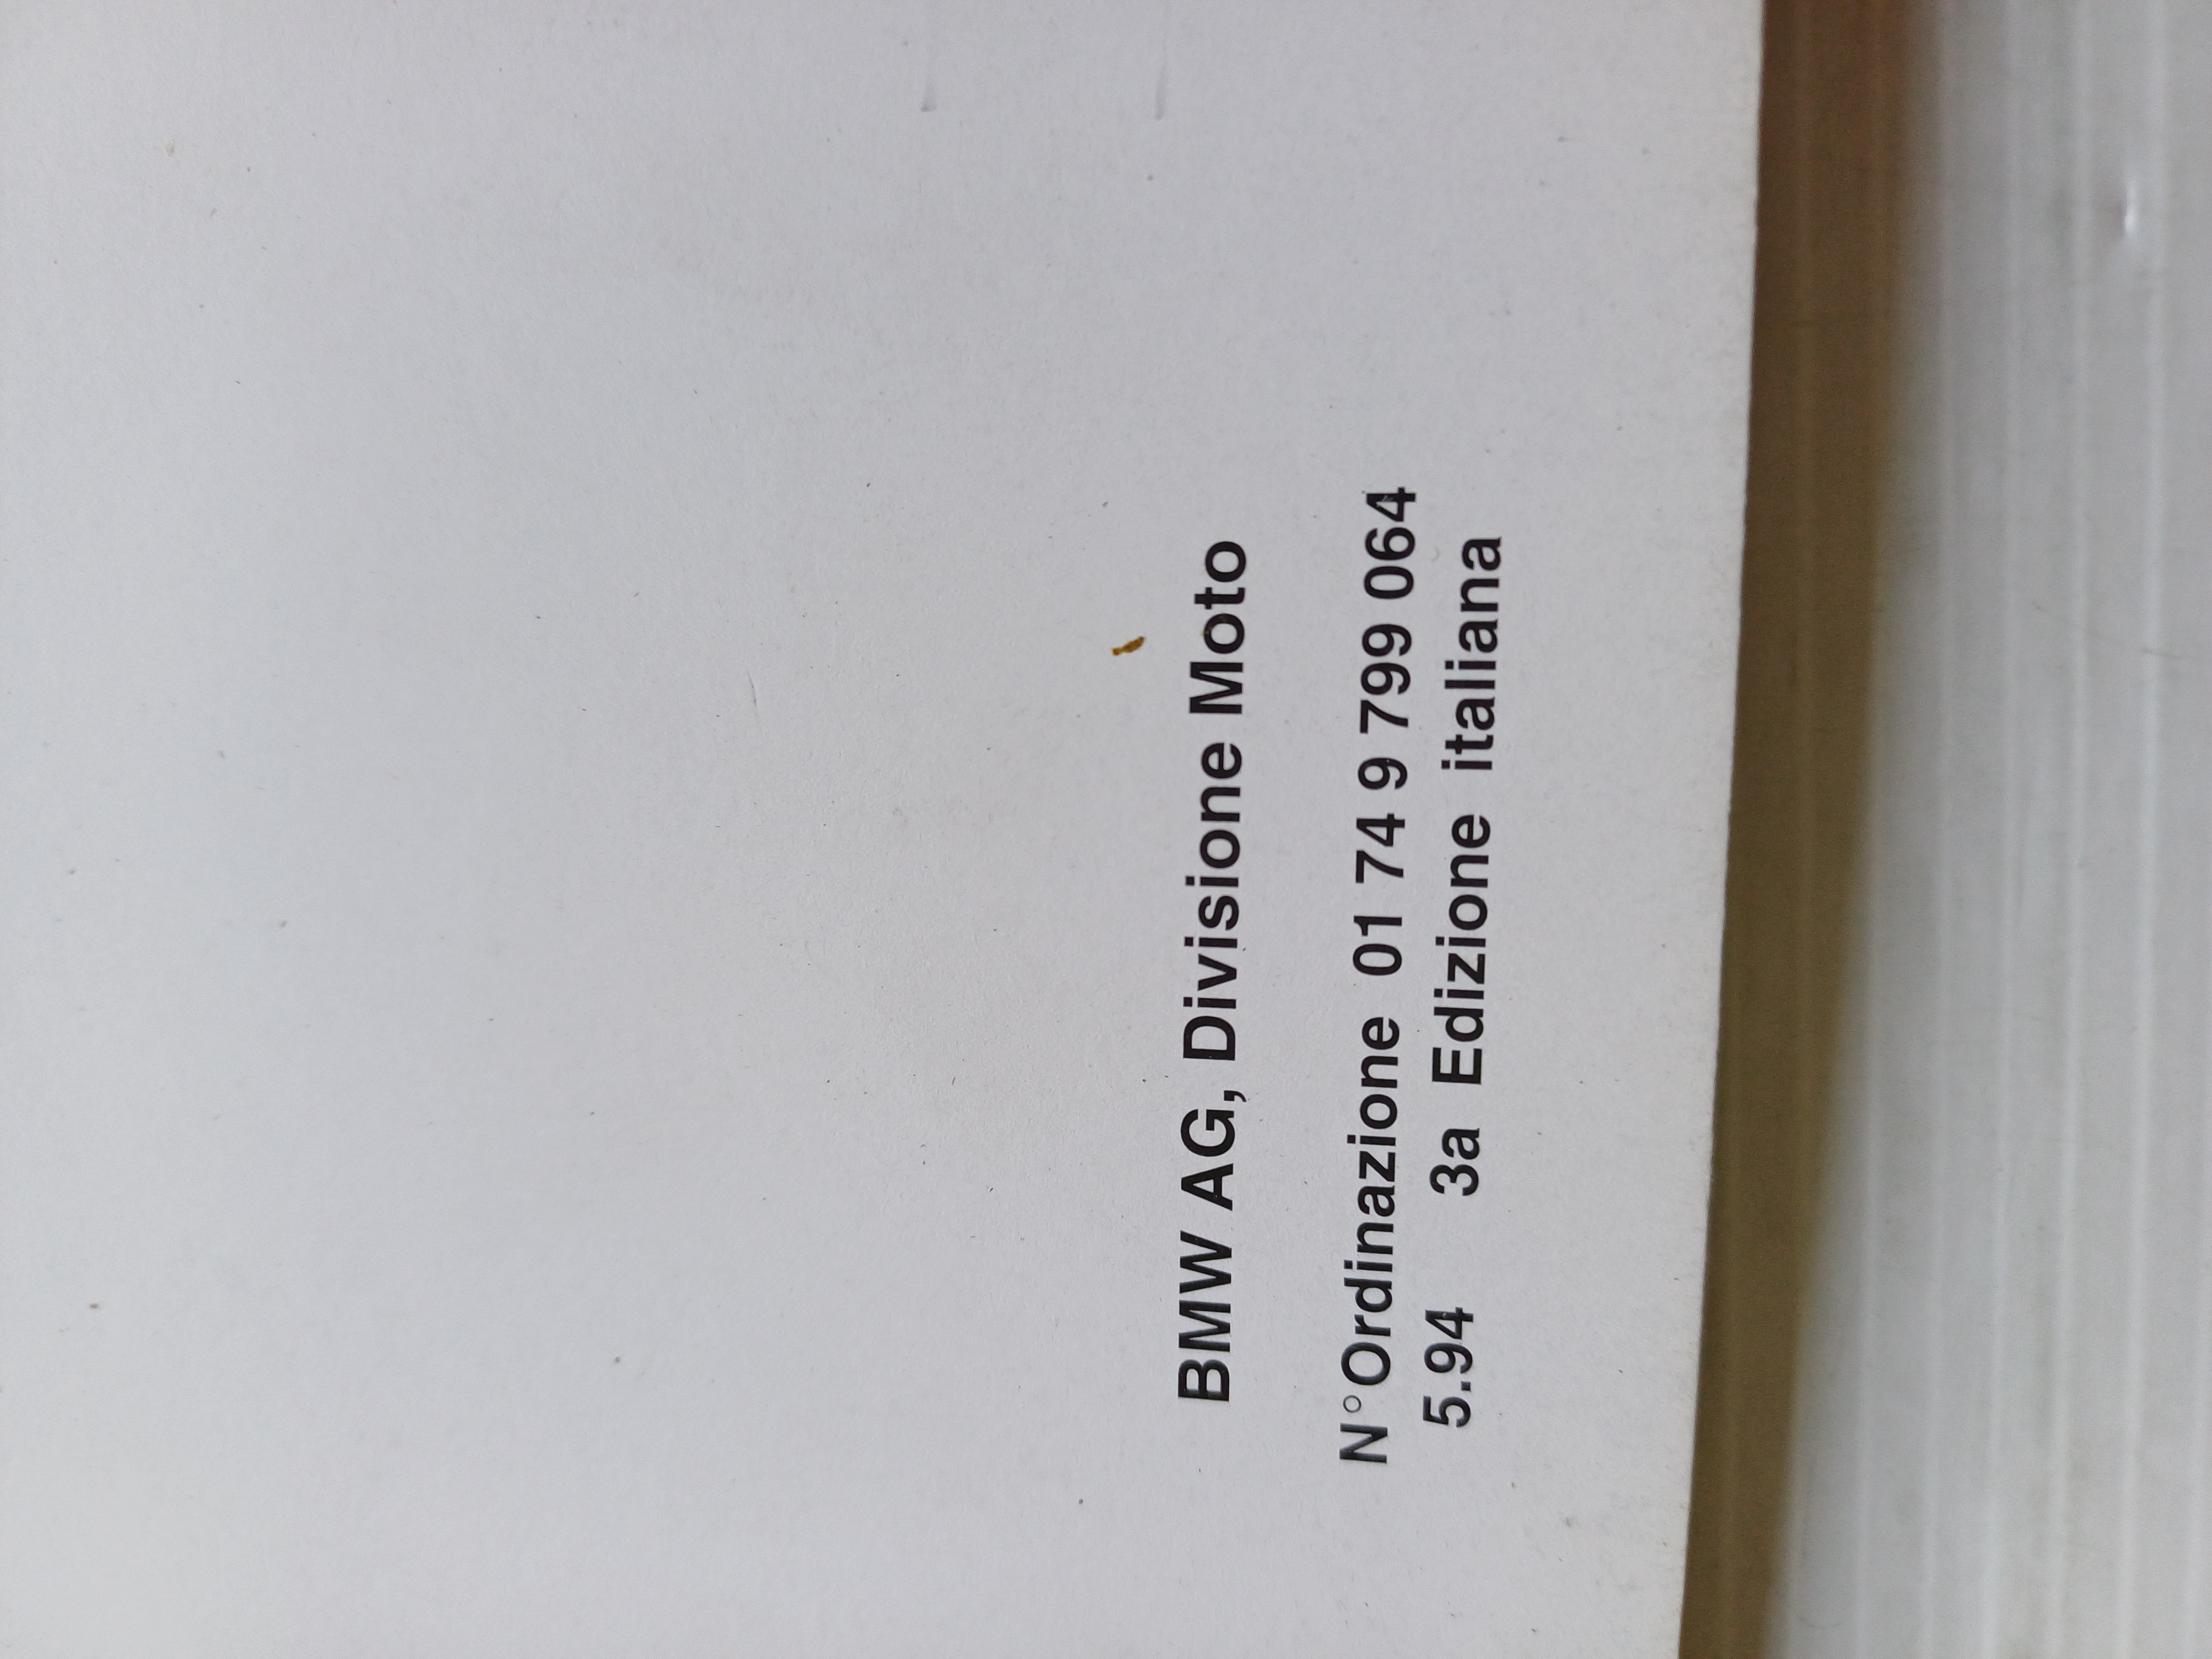 BMW AG, Divisione Moto
N° Ordinazione 01 74 9 799 064
5.94 3a Edizione italiana